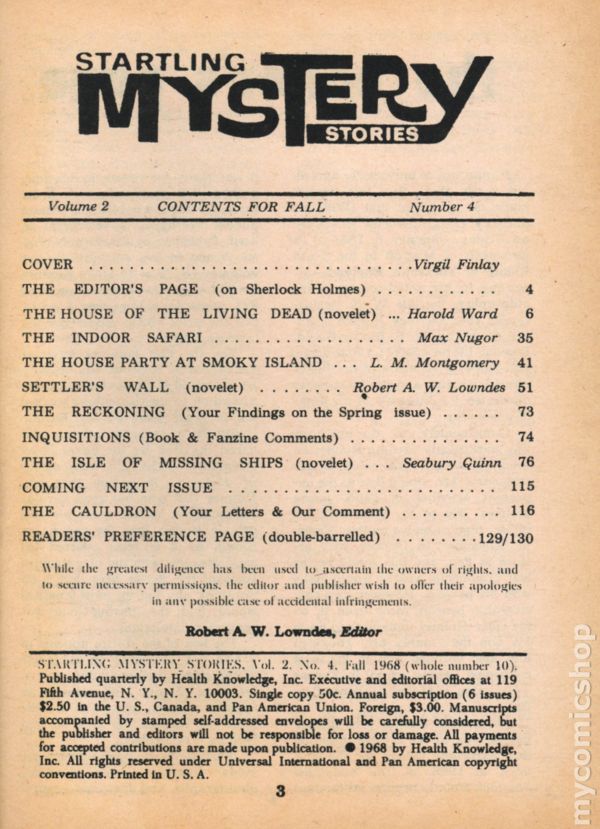 STARTLING
MYSTERY
STORIES
Volume 2 CONTENTS FOR FALL Number 4
COVER .............................. Virgil Finlay
THE EDITOR'S PAGE (on Sherlock Holmes) ............ 4
THE HOUSE OF THE LIVING DEAD (novelet) ... Harold Ward 6
THE INDOOR SAFARI ................... Max Nugor 35
THE HOUSE PARTY AT SMOKY ISLAND ... L. M. Montgomery 41
SETTLER'S WALL (novelet) ........ Robert A. W. Lowndes 51
THE RECKONING (Your Findings on the Spring issue) ...... 73
INQUISITIONS (Book & Fanzine Comments) .............. 74
THE ISLE OF MISSING SHIPS (novelet) ... Seabury Quinn 76
COMING NEXT ISSUE ......................... 115
THE CAULDRON (Your Letters & Our Comment) .......... 116
READERS' PREFERENCE PAGE (double-barrelled) ........ 129/130
While the greatest diligence has been used to ascertain the owners of rights, and
to secure necessary permissions, the editor and publisher wish to offer their apologies
in any possible case of accidental infringements.
Robert A. W. Lowndes, Editor
STARTLING MYSTERY STORIES, Vol. 2, No. 4, Fall 1968 (whole number 10).
Published quarterly by Health Knowledge, Inc. Executive and editorial offices at 119
Fifth Avenue, N. Y., N. Y. 10003. Single copy 50c. Annual subscription (6 issues)
$2.50 in the U. S., Canada, and Pan American Union. Foreign, $3.00. Manuscripts
accompanied by stamped self-addressed envelopes will be carefully considered, but
the publisher and editors will not be responsible for loss or damage. All payments
for accepted contributions are made upon publication. ● 1968 by Health Knowledge,
Inc. All rights reserved under Universal International and Pan American copyright
conventions. Printed in U. S. A.
3
mycomicshop